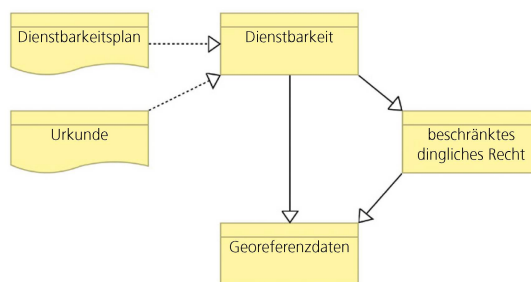 Dienstbarkeitsplan
Dienstbarkeit
Urkunde
beschränktes
dingliches Recht
Georeferenzdaten